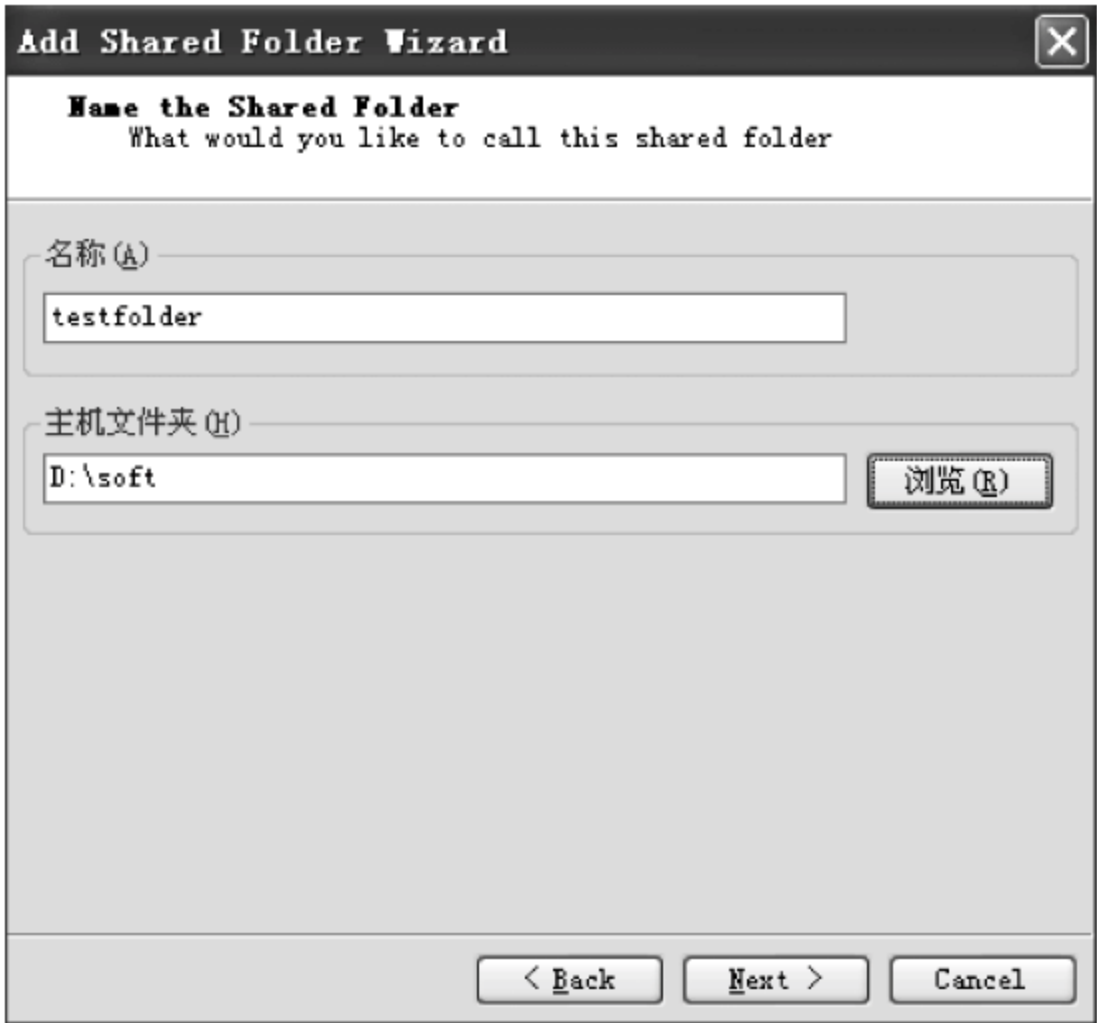 Add Shared Folder Wizard
Name the Shared Folder
What would you like to call this shared folder
名称(A)
testfolder
主机文件夹(H)
D:\soft
浏览(R)
< Back
Next >
Cancel